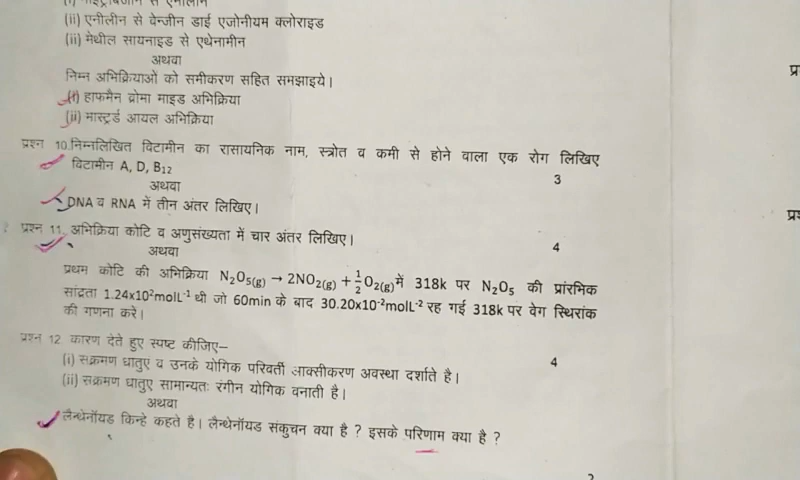 (ii) एनीलीन से बेन्जीन डाई एजोनीयम क्लोराइड
(iii) मेथील सायनाइड से एथेनामीन
अथवा
निम्न अभिक्रियाओं को समीकरण सहित समझाइये।
(i) हाफमैन ब्रोमा माइड अभिक्रिया
(ii) मास्टर्ड आयल अभिक्रिया
प्रश्न 10.निम्नलिखित विटामीन का रासायनिक नाम, स्त्रोत व कमी से होने वाला एक रोग लिखिए
विटामीन A, D, B₁₂
3
अथवा
DNA व RNA में तीन अंतर लिखिए।
प्रश्न 11. अभिक्रिया कोटि व अणुसंख्यता में चार अंतर लिखिए।
4
अथवा
प्रथम कोटि की अभिक्रिया N₂O₅(g) → 2NO₂(g) + ½O₂(g) में 318k पर N₂O₅ की प्रांरमिक
सांद्रता 1.24x10²molL⁻¹ थी जो 60min के बाद 30.20x10⁻²molL⁻² रह गई 318k पर वेग स्थिरांक
की गणना करे।
प्रश्न 12. कारण देते हुए स्पष्ट कीजिए–
4
(i) सक्रमण धातुए व उनके योगिक परिवर्ती आक्सीकरण अवस्था दर्शाते है।
(ii) सक्रमण धातुए सामान्यतः रंगीन योगिक बनाती है।
अथवा
लैन्थेनॉयड किन्हे कहते है। लैन्थेनॉयड संकुचन क्या है ? इसके परिणाम क्या है ?